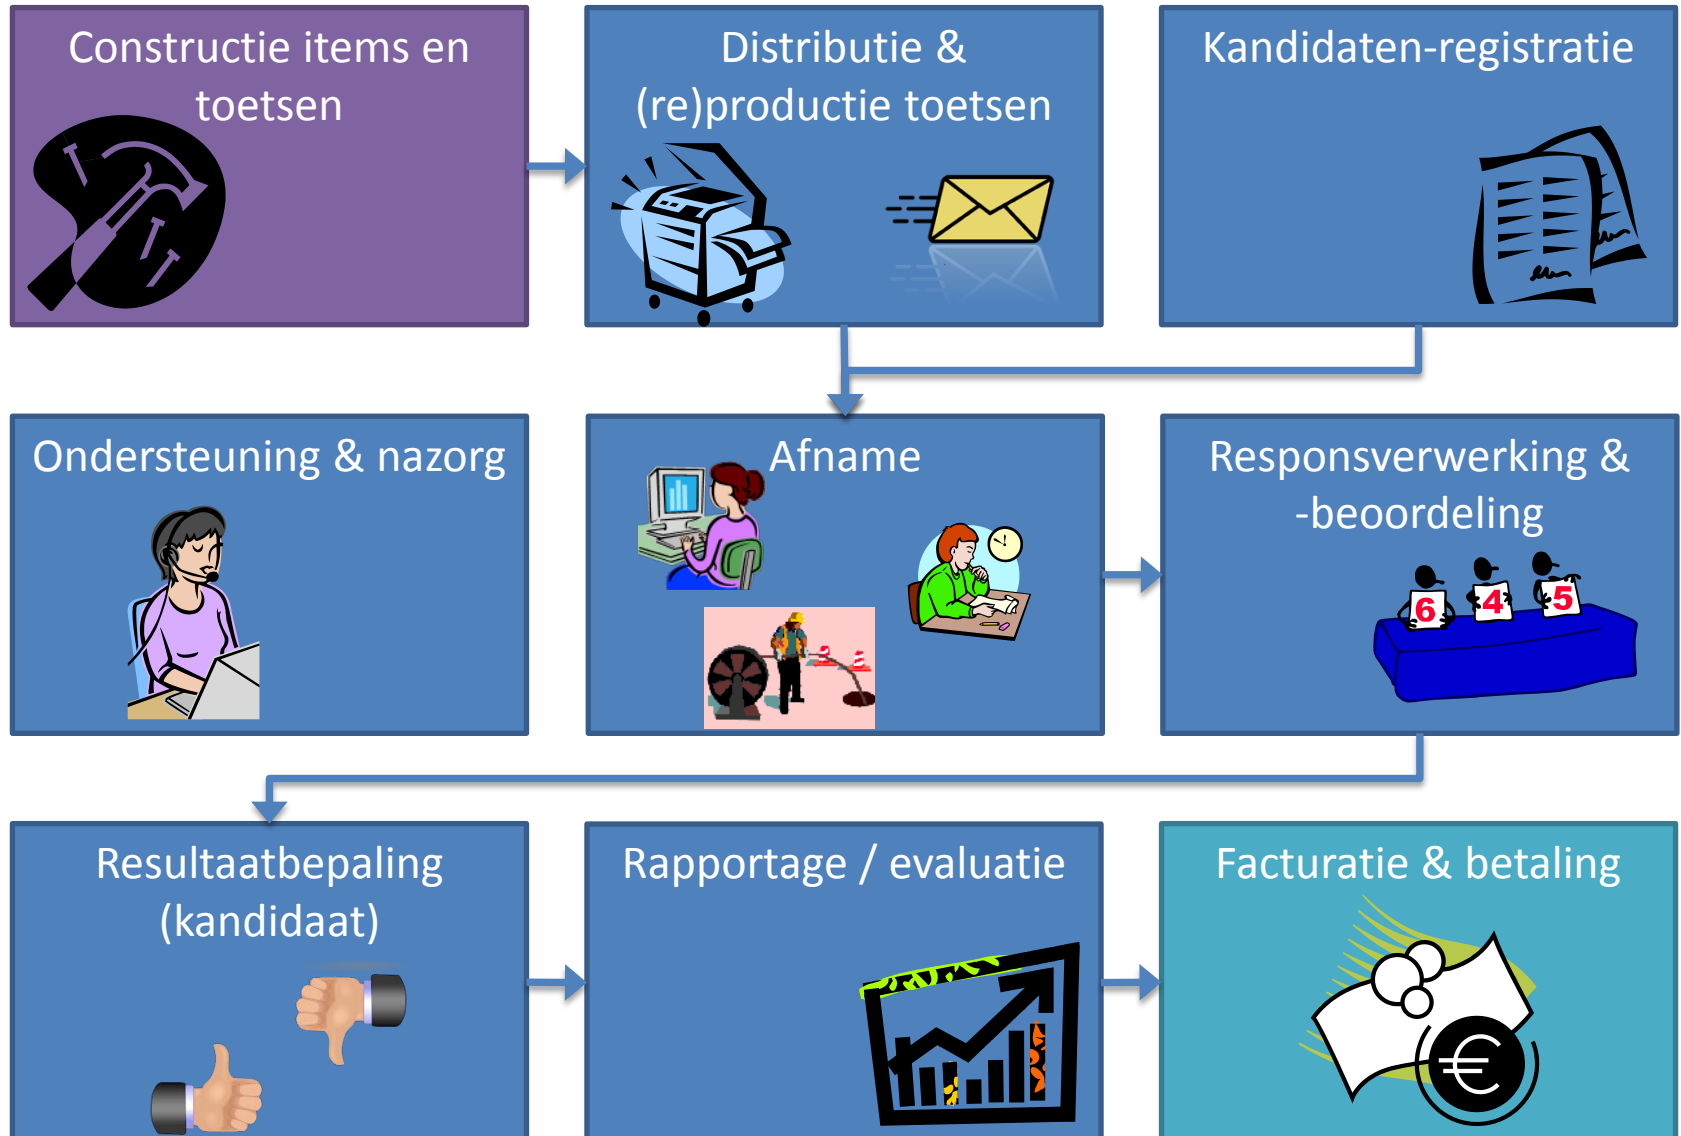 Constructie items en
toetsen
Distributie &
(re)productie toetsen
Kandidaten-registratie
Ondersteuning & nazorg
Afname
Responsverwerking &
-beoordeling
6 4 5
Resultaatbepaling
(kandidaat)
Rapportage / evaluatie
Facturatie & betaling
€